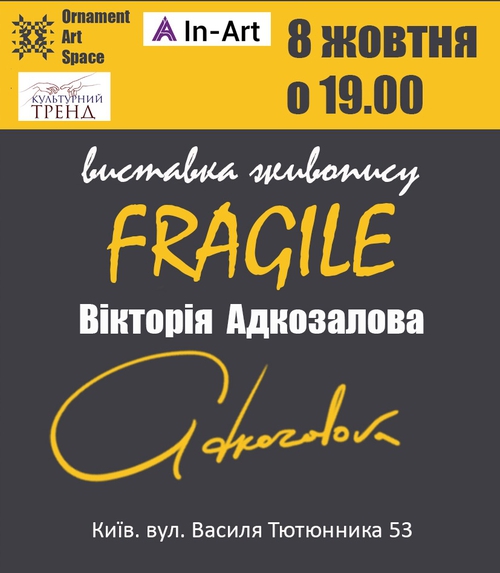 Ornament
Art
Space
In-Art
8 жовтня
о 19.00
КУЛЬТУРНИЙ
ТРЕНД
виставка живопису
FRAGILE
Вікторія Адкозалова
Adkozalova
Київ. вул. Василя Тютюнника 53